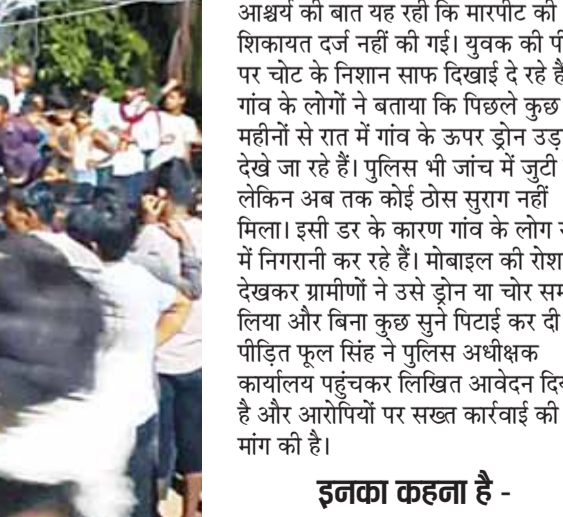 आश्चर्य की बात यह रही कि मारपीट की
शिकायत दर्ज नहीं की गई। युवक की
पर चोट के निशान साफ दिखाई दे रहे
गांव के लोगों ने बताया कि पिछले कुछ
महीनों से रात में गांव के ऊपर ड्रोन
देखे जा रहे हैं। पुलिस भी जांच में जुटी
लेकिन अब तक कोई ठोस सुराग नहीं
मिला। इसी डर के कारण गांव के लोग
में निगरानी कर रहे हैं। मोबाइल की
देखकर ग्रामीणों ने उसे ड्रोन या चोर
लिया और बिना कुछ सुने पिटाई कर दी
पीड़ित फूल सिंह ने पुलिस अधीक्षक
कार्यालय पहुंचकर लिखित आवेदन
है और आरोपियों पर सख्त कार्रवाई की
मांग की है।
इनका कहना है -